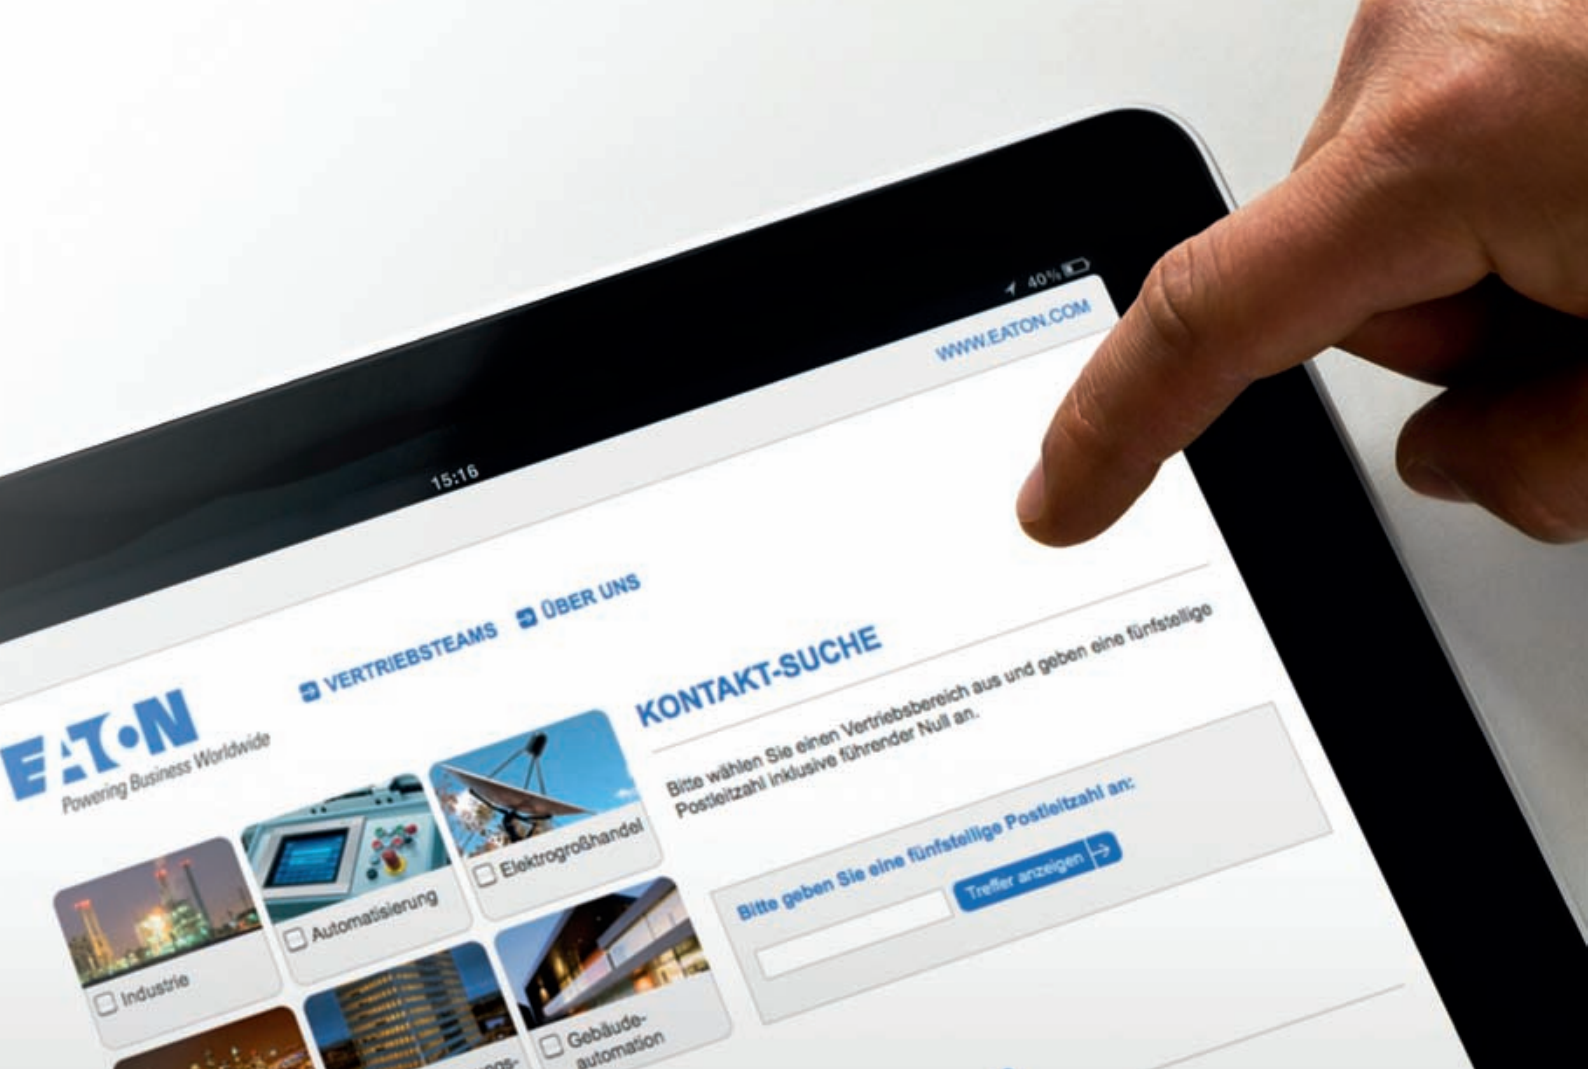 40%
WWW.EATON.COM
15:16
VERTRIEBSTEAMS
ÜBER UNS
EATON
Powering Business Worldwide
KONTAKT-SUCHE
Bitte wählen Sie einen Vertriebsbereich aus und geben eine fünfstellige
Postleitzahl inklusive führender Null an.
Bitte geben Sie eine fünfstellige Postleitzahl an:
Treffer anzeigen
Industrie
Automatisierung
Elektrogroßhandel
Gebäude-
automation